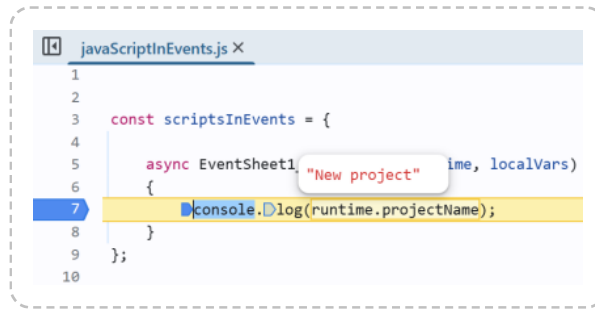 javaScriptInEvents.js ×
1
2
3 const scriptsInEvents = {
4
5 async EventSheet1_ ime, localVars)
"New project"
6 {
7 console.log(runtime.projectName);
8 }
9 };
10